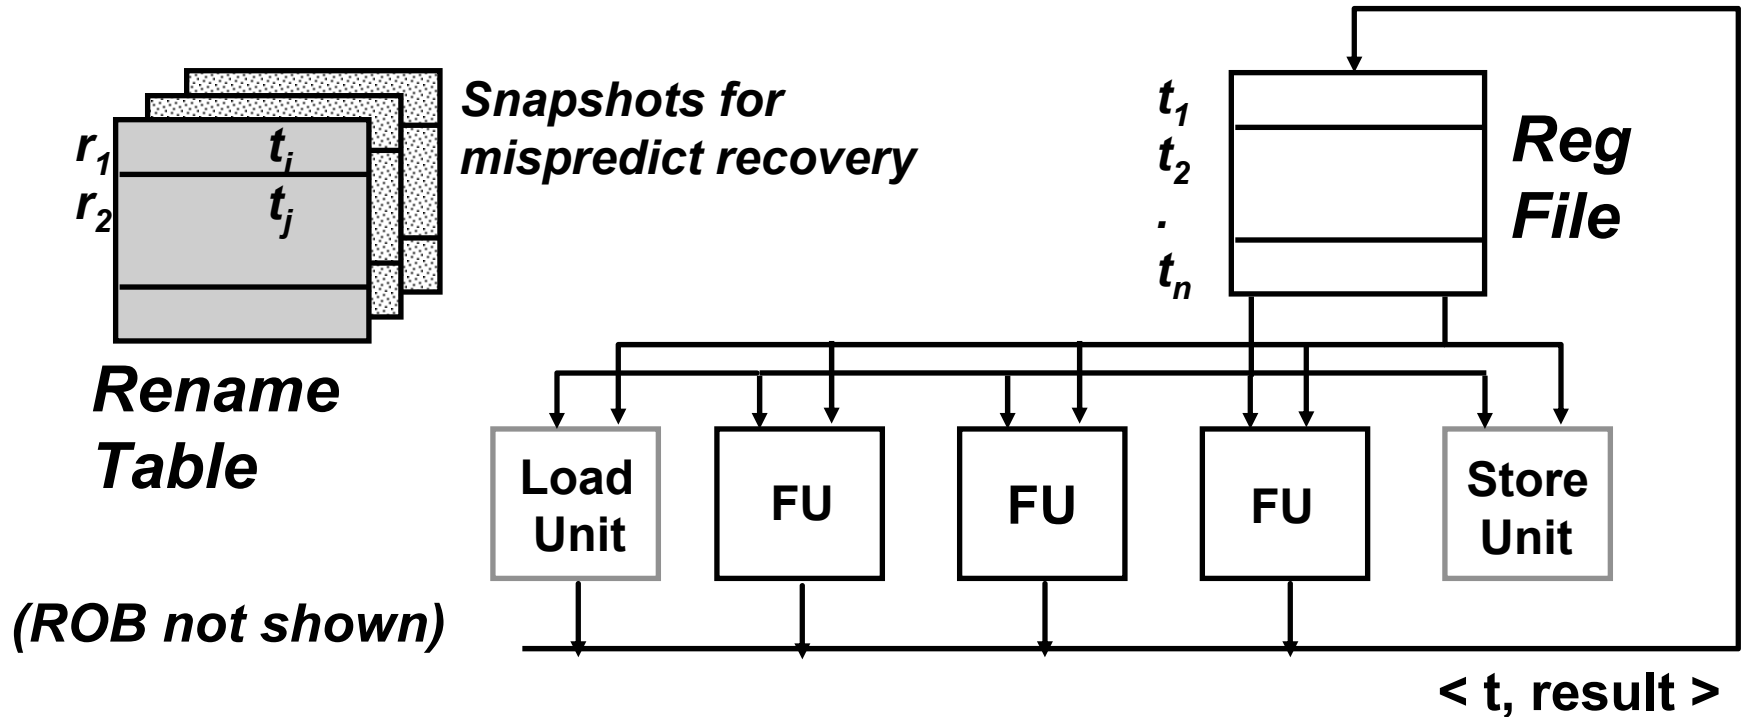 Snapshots for
mispredict recovery
r1
ti
r2
tj
Rename
Table
t1
t2
.
tn
Reg
File
Load
Unit
FU
FU
FU
Store
Unit
(ROB not shown)
< t, result >